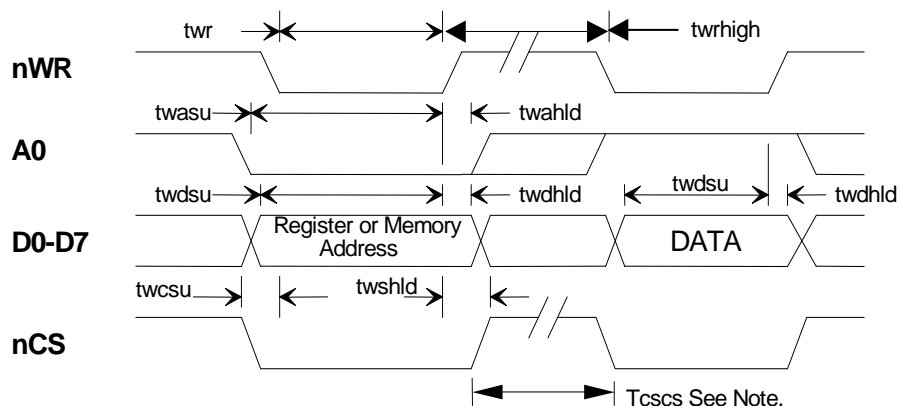 twr
twrhigh
nWR
twasu
twahld
A0
twdsu
twdhld
twdsu
twdhld
D0-D7
Register or Memory
Address
DATA
twcsu
twshld
nCS
Tcscs See Note.